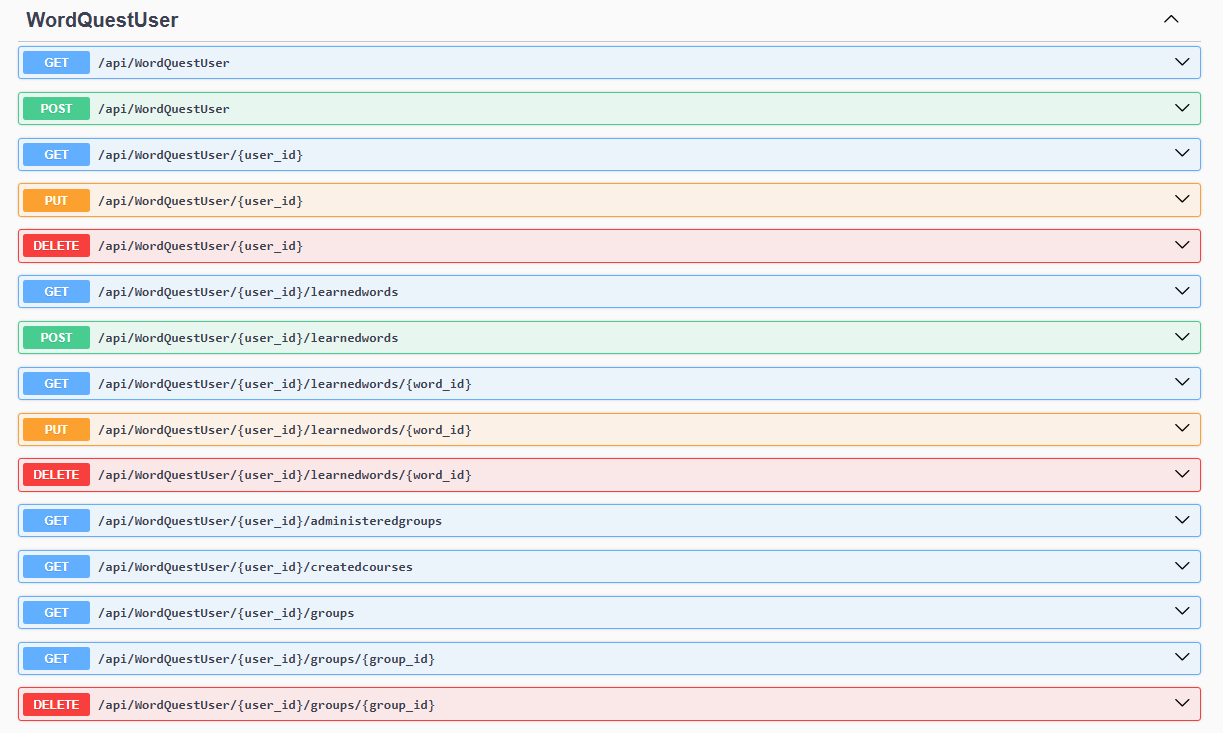 WordQuestUser
GET /api/WordQuestUser
POST /api/WordQuestUser
GET /api/WordQuestUser/{user_id}
PUT /api/WordQuestUser/{user_id}
DELETE /api/WordQuestUser/{user_id}
GET /api/WordQuestUser/{user_id}/learnedwords
POST /api/WordQuestUser/{user_id}/learnedwords
GET /api/WordQuestUser/{user_id}/learnedwords/{word_id}
PUT /api/WordQuestUser/{user_id}/learnedwords/{word_id}
DELETE /api/WordQuestUser/{user_id}/learnedwords/{word_id}
GET /api/WordQuestUser/{user_id}/administeredgroups
GET /api/WordQuestUser/{user_id}/createdcourses
GET /api/WordQuestUser/{user_id}/groups
GET /api/WordQuestUser/{user_id}/groups/{group_id}
DELETE /api/WordQuestUser/{user_id}/groups/{group_id}